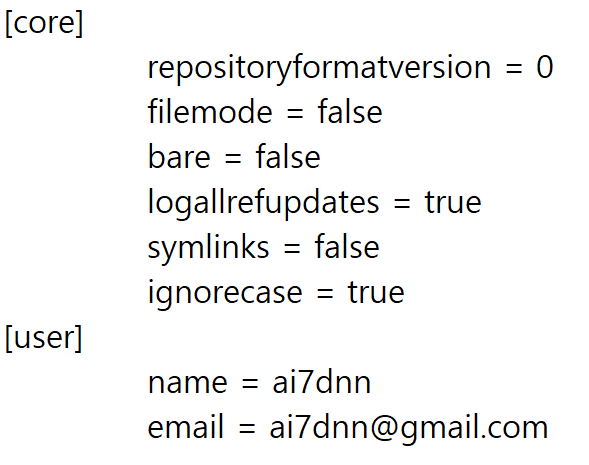 [core]
repositoryformatversion = 0
filemode = false
bare = false
logallrefupdates = true
symlinks = false
ignorecase = true
[user]
name = ai7dnn
email = ai7dnn@gmail.com